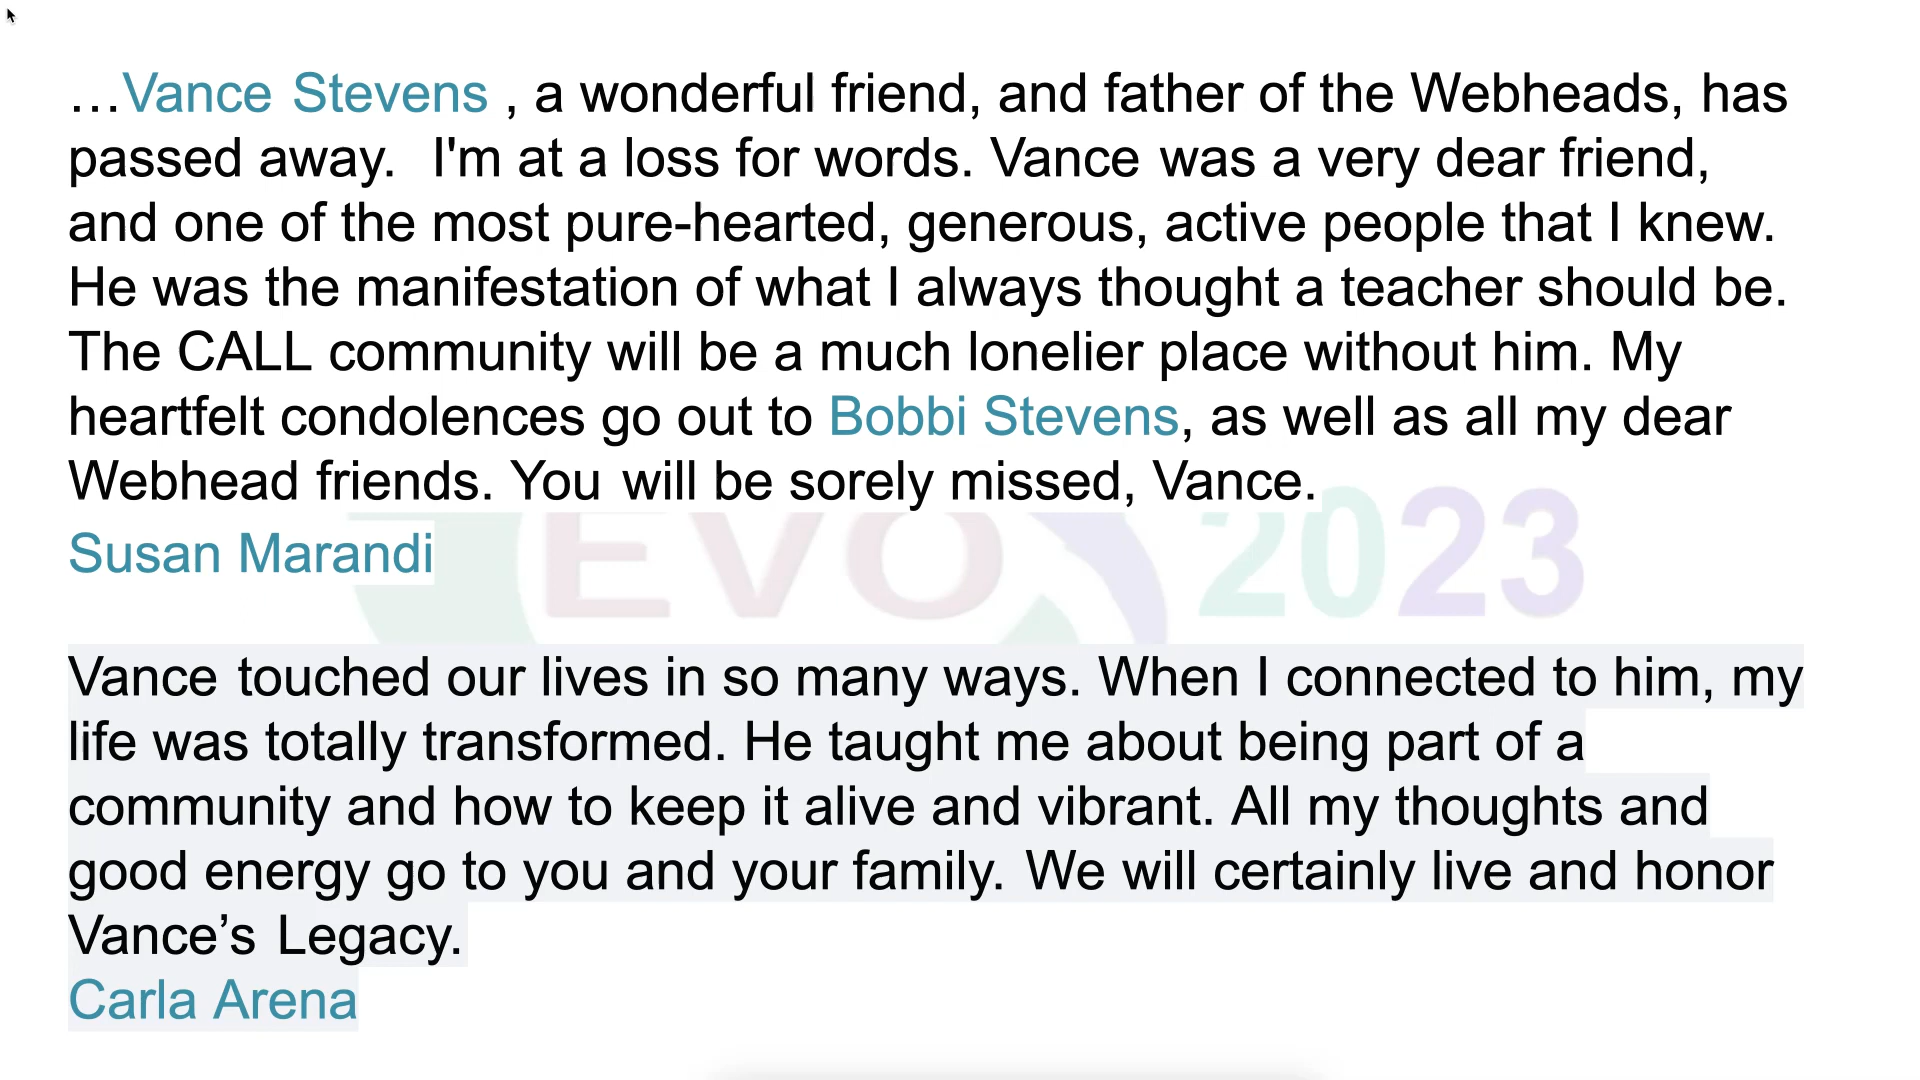 …Vance Stevens , a wonderful friend, and father of the Webheads, has
passed away.  I'm at a loss for words. Vance was a very dear friend,
and one of the most pure-hearted, generous, active people that I knew.
He was the manifestation of what I always thought a teacher should be.
The CALL community will be a much lonelier place without him. My
heartfelt condolences go out to Bobbi Stevens, as well as all my dear
Webhead friends. You will be sorely missed, Vance.
Susan Marandi
EVO 2023
Vance touched our lives in so many ways. When I connected to him, my
life was totally transformed. He taught me about being part of a
community and how to keep it alive and vibrant. All my thoughts and
good energy go to you and your family. We will certainly live and honor
Vance’s Legacy.
Carla Arena